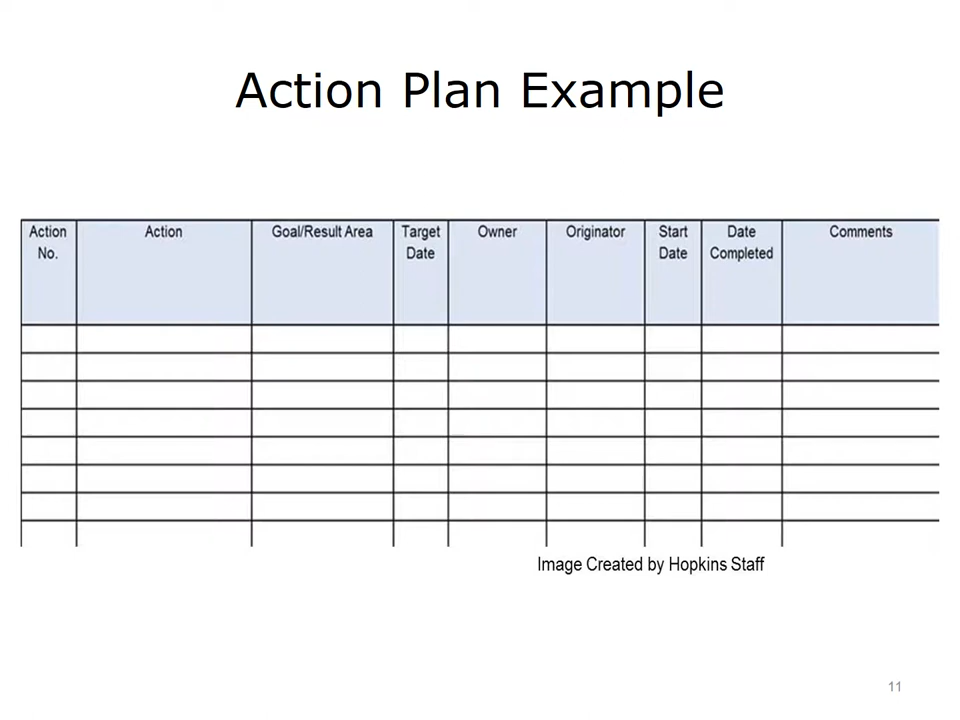 Action Plan Example
Action No.
Action
Goal/Result Area
Target Date
Owner
Originator
Start Date
Date Completed
Comments
Image Created by Hopkins Staff
11